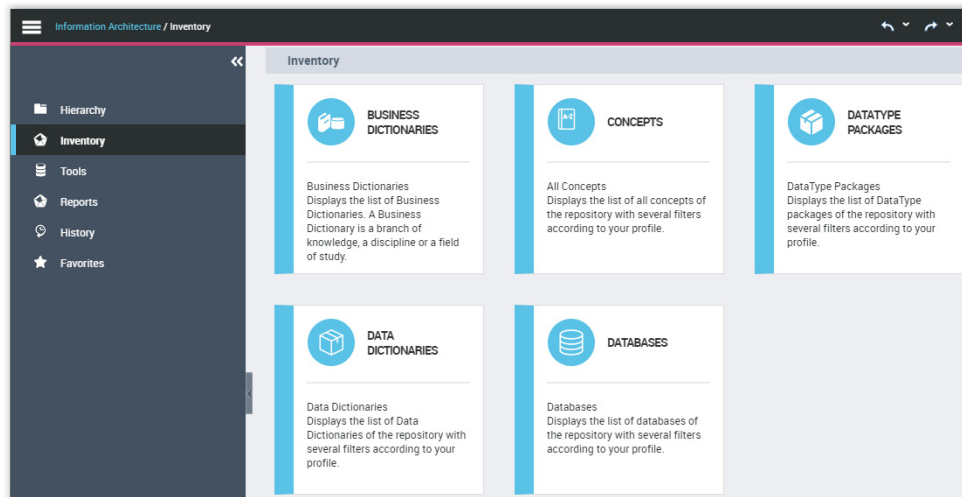 Information Architecture / Inventory
Inventory
Hierarchy
Inventory
Tools
Reports
History
Favorites
BUSINESS
DICTIONARIES
Business Dictionaries
Displays the list of Business
Dictionaries. A Business
Dictionary is a branch of
knowledge, a discipline or a field
of study.
A-Z
CONCEPTS
All Concepts
Displays the list of all concepts of
the repository with several filters
according to your profile.
DATATYPE
PACKAGES
DataType Packages
Displays the list of DataType
packages of the repository with
several filters according to your
profile.
DATA
DICTIONARIES
Data Dictionaries
Displays the list of Data
Dictionaries of the repository with
several filters according to your
profile.
DATABASES
Databases
Displays the list of databases of
the repository with several filters
according to your profile.